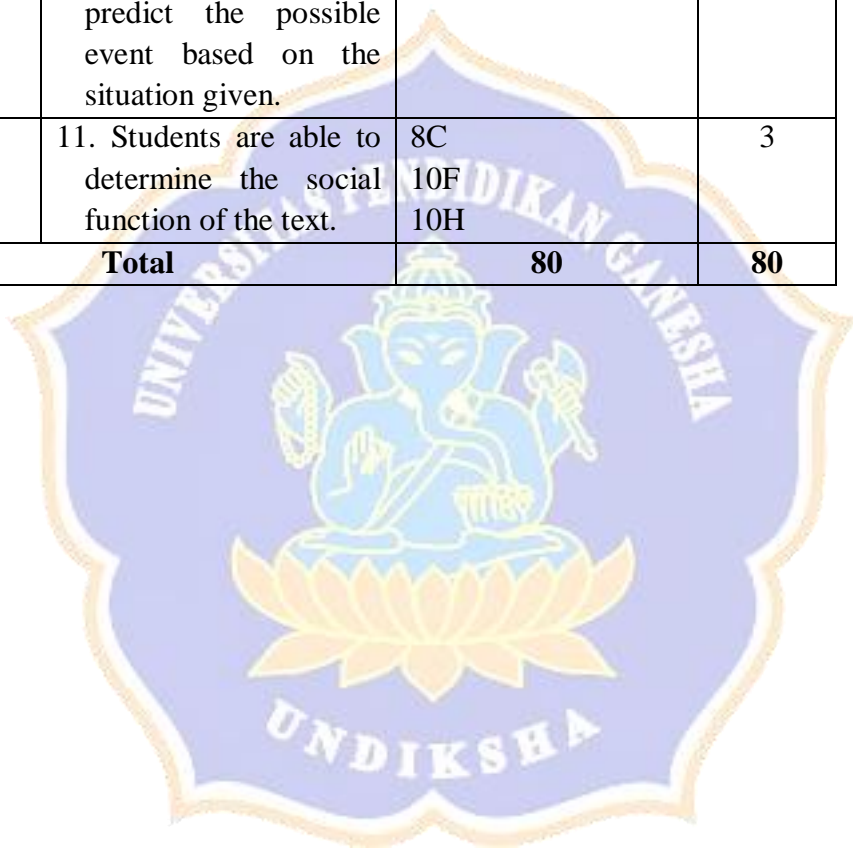 predict the possible
event based on the
situation given.
11. Students are able to 8C 3
determine the social 10F
function of the text. 10H
Total 80 80
UNIVERSITAS PENDIDIKAN GANESHA
UNDIKSHA